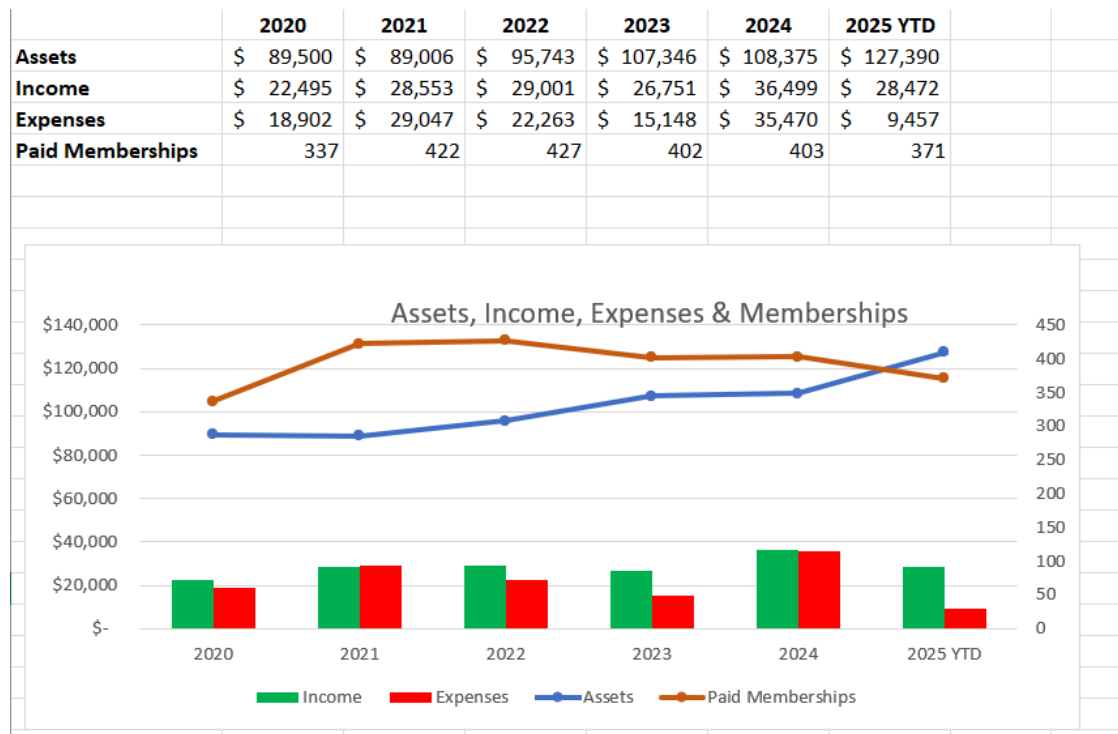 2020 2021 2022 2023 2024 2025 YTD
Assets $ 89,500 $ 89,006 $ 95,743 $ 107,346 $ 108,375 $ 127,390
Income $ 22,495 $ 28,553 $ 29,001 $ 26,751 $ 36,499 $ 28,472
Expenses $ 18,902 $ 29,047 $ 22,263 $ 15,148 $ 35,470 $ 9,457
Paid Memberships 337 422 427 402 403 371
Assets, Income, Expenses & Memberships
$140,000 450
$120,000 400
$100,000 350
$80,000 300
$60,000 250
$40,000 200
$20,000 150
$- 100
50
0
2020 2021 2022 2023 2024 2025 YTD
Income Expenses Assets Paid Memberships